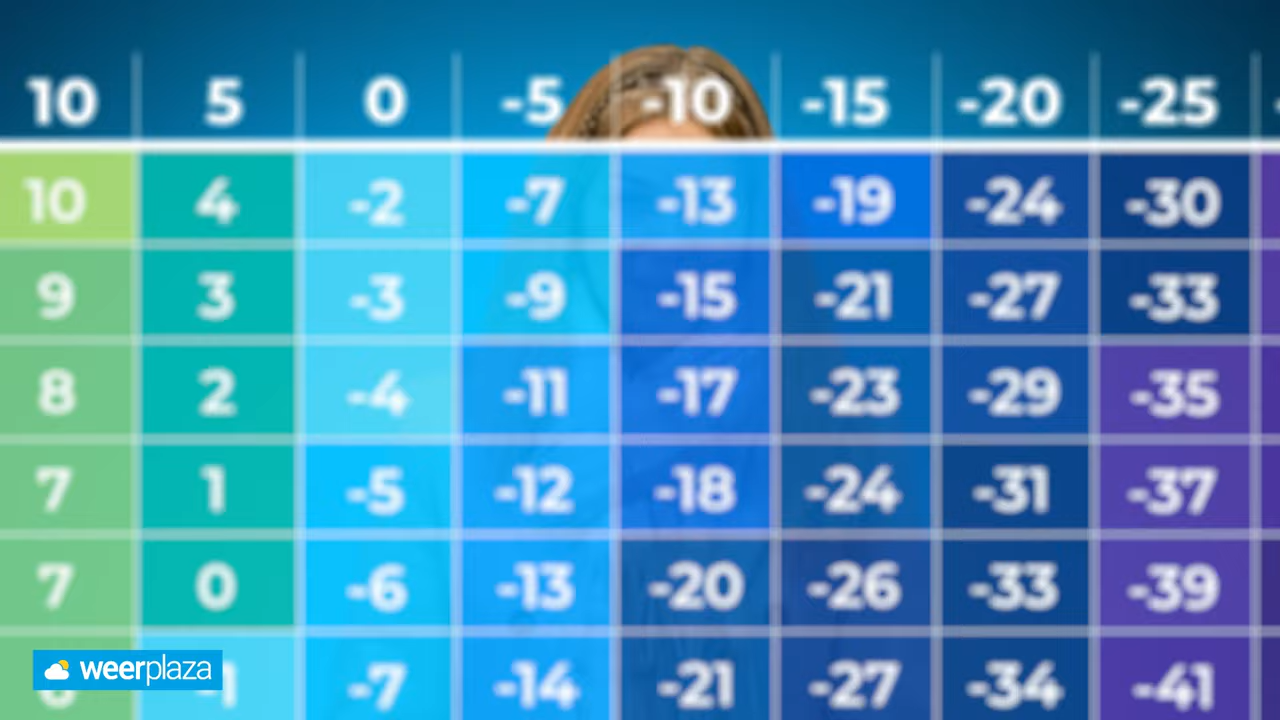 10 5 0 -5 -10 -15 -20 -25
10 4 -2 -7 -13 -19 -24 -30
9 3 -3 -9 -15 -21 -27 -33
8 2 -4 -11 -17 -23 -29 -35
7 1 -5 -12 -18 -24 -31 -37
7 0 -6 -13 -20 -26 -33 -39
-7 -14 -21 -27 -34 -41
weerplaza